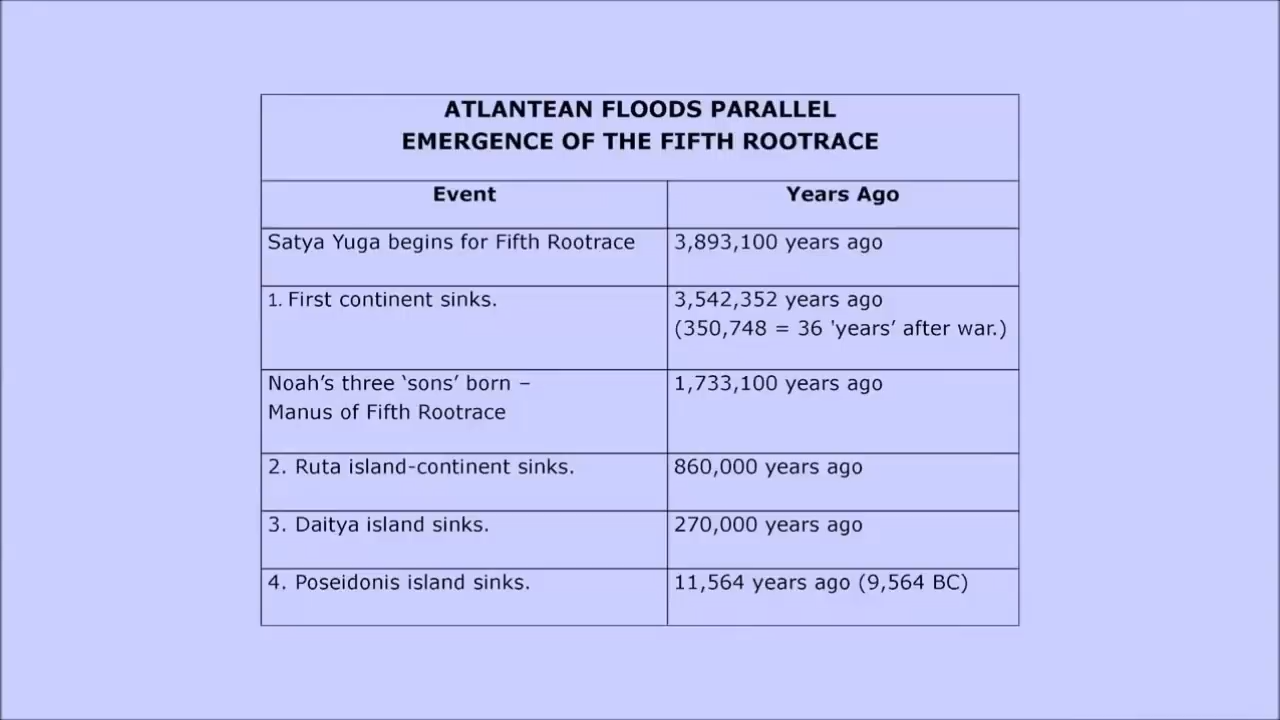 ATLANTEAN FLOODS PARALLEL
EMERGENCE OF THE FIFTH ROOTRACE
Event Years Ago
Satya Yuga begins for Fifth Rootrace 3,893,100 years ago
1. First continent sinks. 3,542,352 years ago
(350,748 = 36 'years’ after war.)
Noah’s three ‘sons’ born – 1,733,100 years ago
Manus of Fifth Rootrace
2. Ruta island-continent sinks. 860,000 years ago
3. Daitya island sinks. 270,000 years ago
4. Poseidonis island sinks. 11,564 years ago (9,564 BC)